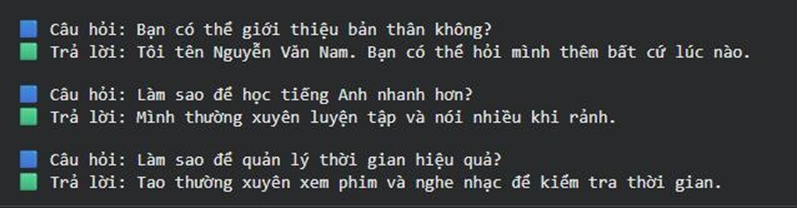 Câu hỏi: Bạn có thể giới thiệu bản thân không?
Trả lời: Tôi tên Nguyễn Văn Nam. Bạn có thể hỏi mình thêm bất cứ lúc nào.
Câu hỏi: Làm sao để học tiếng Anh nhanh hơn?
Trả lời: Mình thường xuyên luyện tập và nói nhiều khi rảnh.
Câu hỏi: Làm sao để quản lý thời gian hiệu quả?
Trả lời: Tao thường xuyên xem phim và nghe nhạc để kiểm tra thời gian.